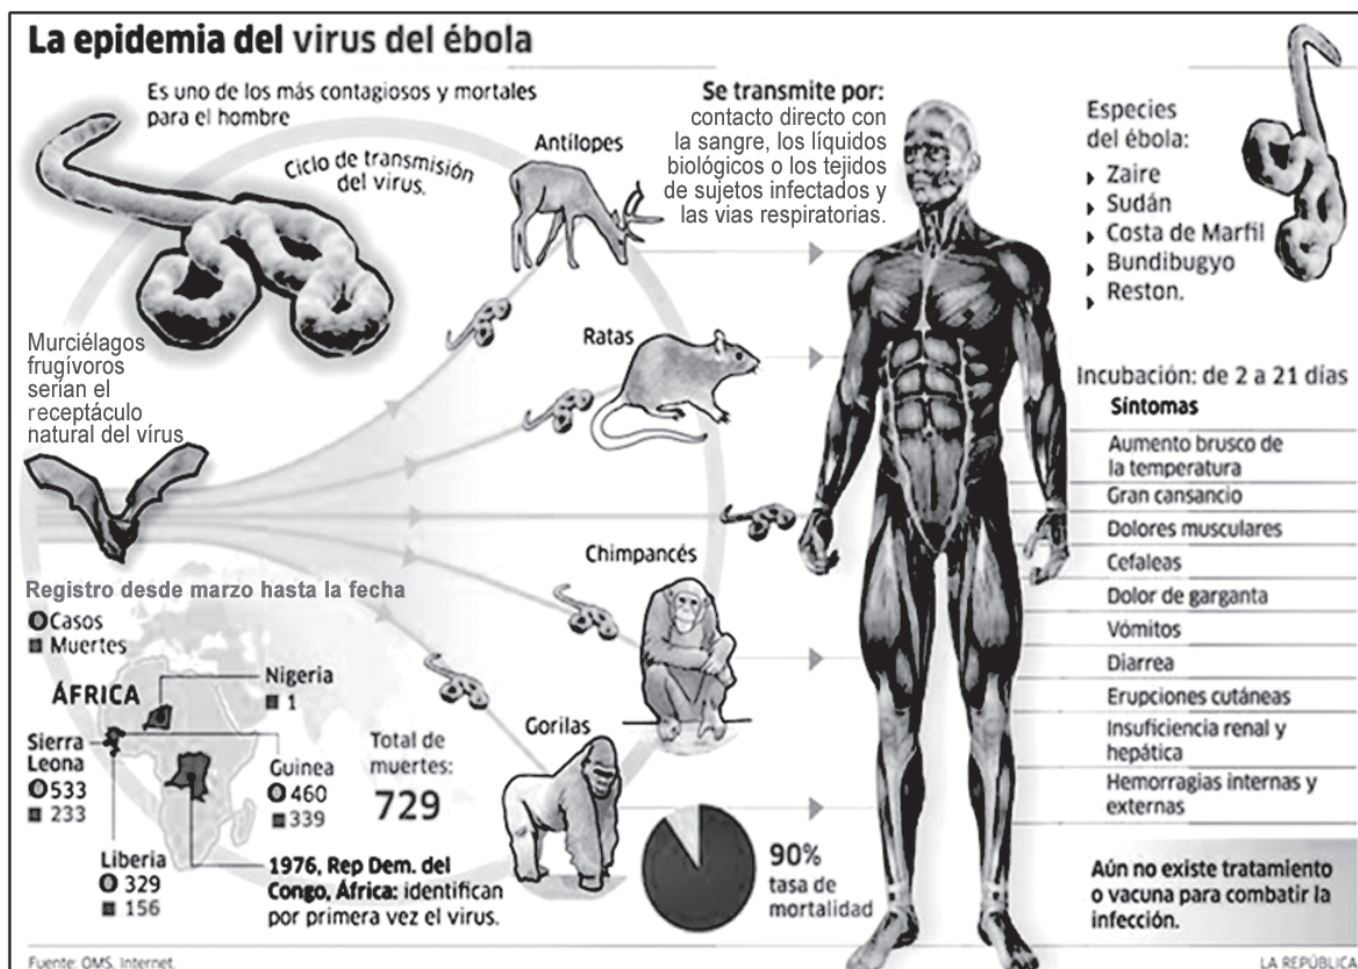 La epidemia del virus del ébola
Es uno de los más contagiosos y mortales
para el hombre
Ciclo de transmisión
del virus.
Murciélagos
frugívoros
serían el
receptáculo
natural del vírus
Antílopes
Ratas
Chimpancés
Gorilas
Se transmite por:
contacto directo con
la sangre, los líquidos
biológicos o los tejidos
de sujetos infectados y
las vias respiratorias.
Especies
del ébola:
Zaire
Sudán
Costa de Marfil
Bundibugyo
Reston.
Incubación: de 2 a 21 días
Síntomas
Aumento brusco de
la temperatura
Gran cansancio
Dolores musculares
Cefaleas
Dolor de garganta
Vómitos
Diarrea
Erupciones cutáneas
Insuficiencia renal y
hepática
Hemorragias internas y
externas
Aún no existe tratamiento
o vacuna para combatir la
infección.
Registro desde marzo hasta la fecha
Casos
Muertes
ÁFRICA
Nigeria
1
Sierra
Leona
533
233
Guinea
460
339
Liberia
329
156
Total de
muertes:
729
1976, Rep Dem. del
Congo, África: identifican
por primera vez el virus.
90%
tasa de
mortalidad
Fuente: OMS, Internet.
LA REPÚBLICA